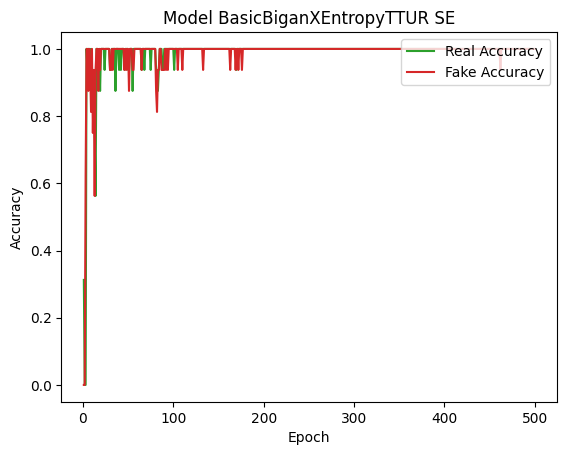 Model BasicBiganXEntropyTTUR SE
Real Accuracy
Fake Accuracy
1.0
0.8
0.6
0.4
0.2
0.0
Accuracy
0
100
200
300
400
500
Epoch